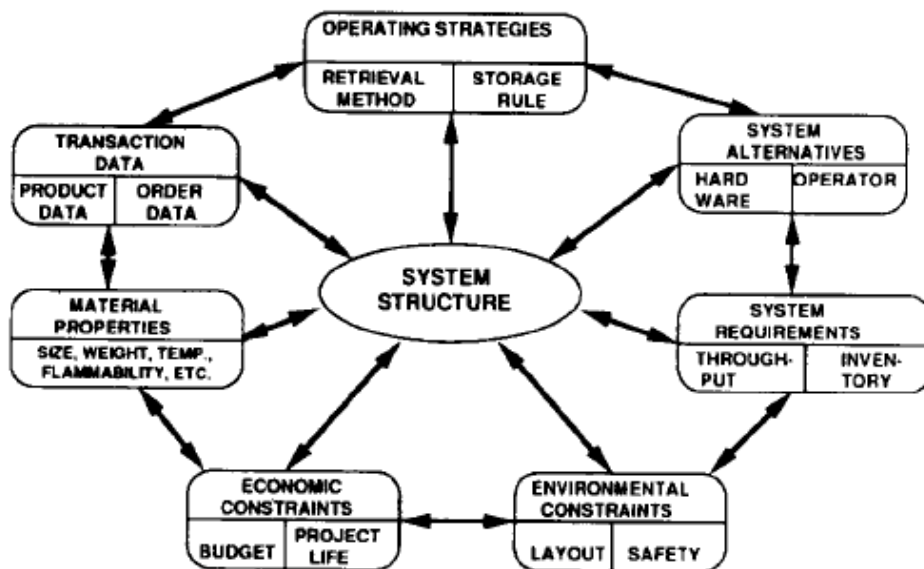 OPERATING STRATEGIES
RETRIEVAL
METHOD
STORAGE
RULE
TRANSACTION
DATA
PRODUCT
DATA
ORDER
DATA
SYSTEM
ALTERNATIVES
HARD
WARE
OPERATOR
SYSTEM
STRUCTURE
MATERIAL
PROPERTIES
SIZE, WEIGHT, TEMP.,
FLAMMABILITY, ETC.
SYSTEM
REQUIREMENTS
THROUGH-
PUT
INVEN-
TORY
ECONOMIC
CONSTRAINTS
BUDGET
PROJECT
LIFE
ENVIRONMENTAL
CONSTRAINTS
LAYOUT
SAFETY